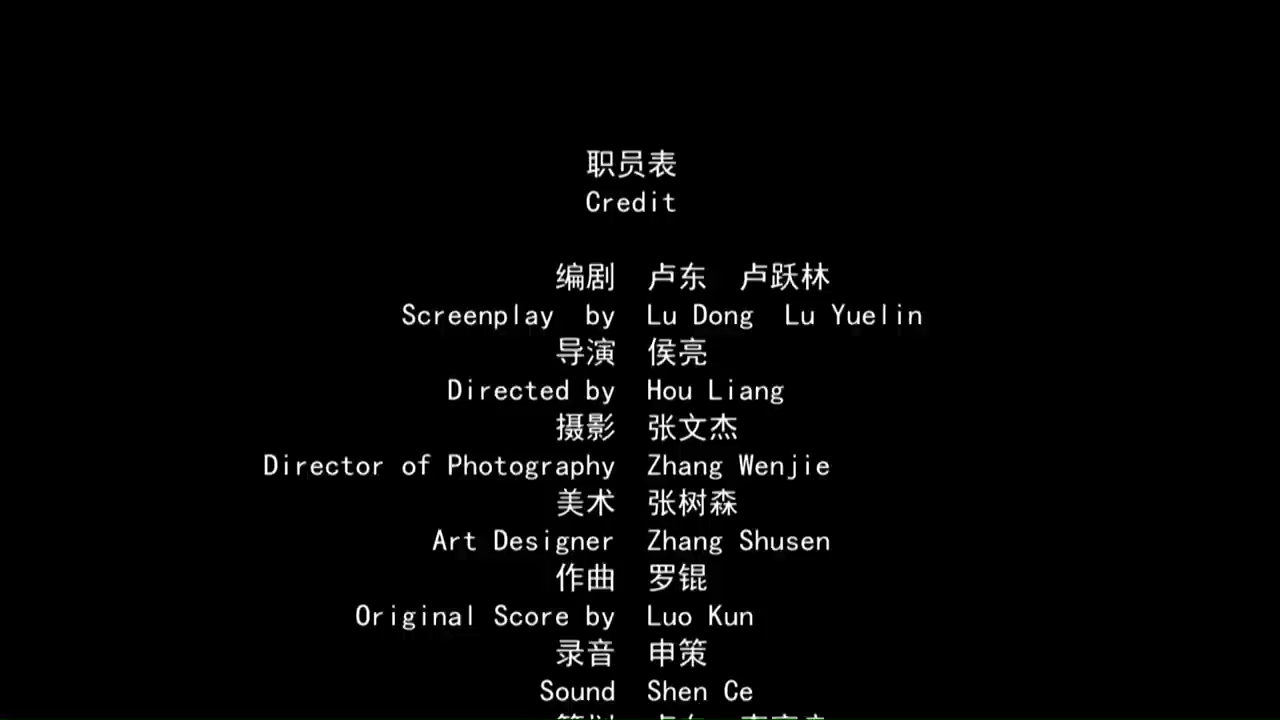 职员表
Credit
编剧 卢东 卢跃林
Screenplay by Lu Dong Lu Yuelin
导演 侯亮
Directed by Hou Liang
摄影 张文杰
Director of Photography Zhang Wenjie
美术 张树森
Art Designer Zhang Shusen
作曲 罗锟
Original Score by Luo Kun
录音 申策
Sound Shen Ce